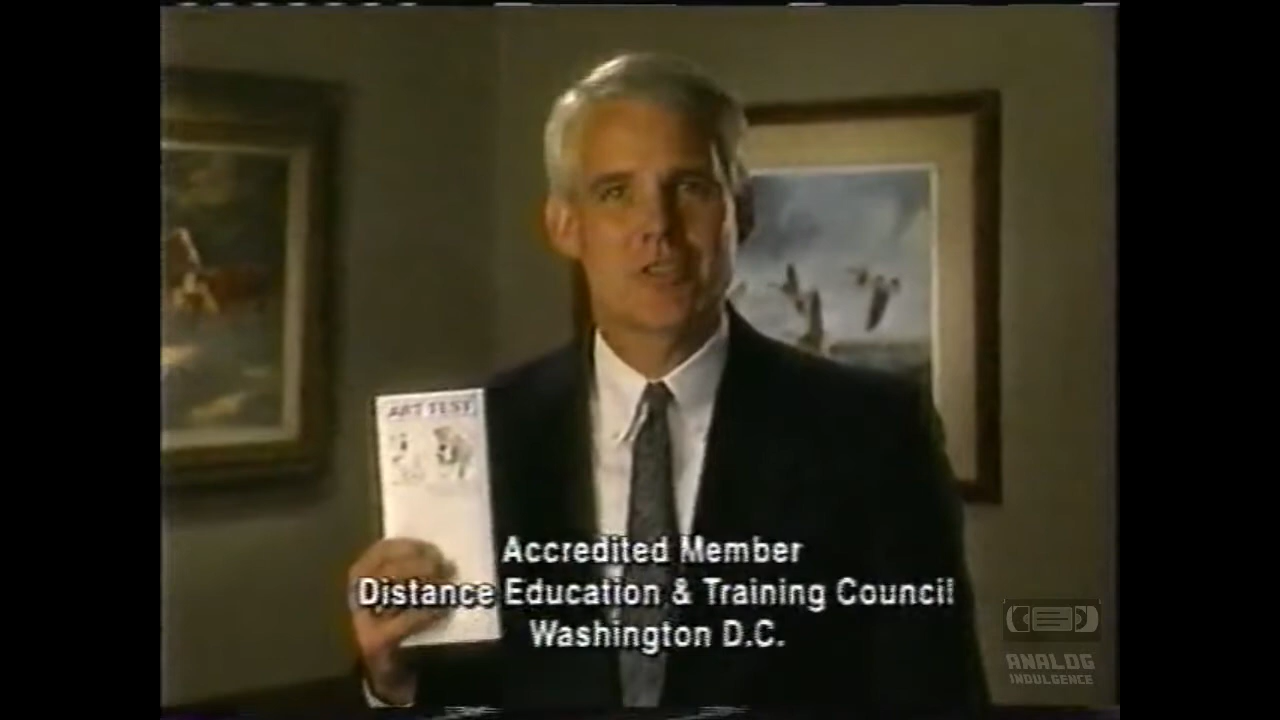 ART TEST
Accredited Member
Distance Education & Training Council
Washington D.C.
ANALOG
INDULGENCE